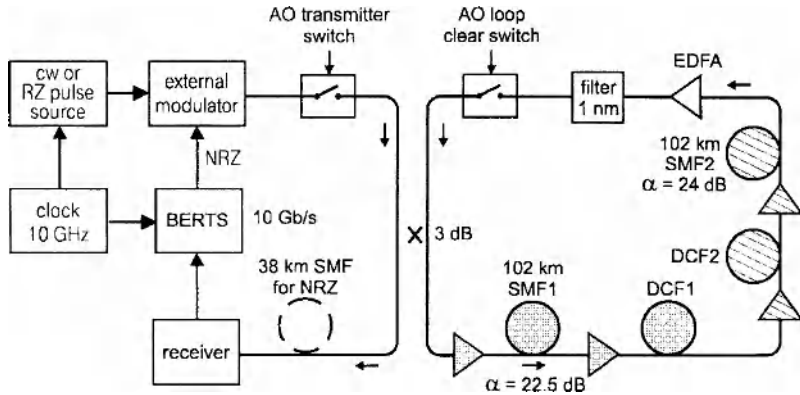 AO transmitter
switch
AO loop
clear switch
EDFA
cw or
RZ pulse
source
external
modulator
filter
1 nm
NRZ
102 km
SMF2
α = 24 dB
clock
10 GHz
BERTS
10 Gb/s
3 dB
DCF2
38 km SMF
for NRZ
102 km
SMF1
DCF1
receiver
α = 22.5 dB